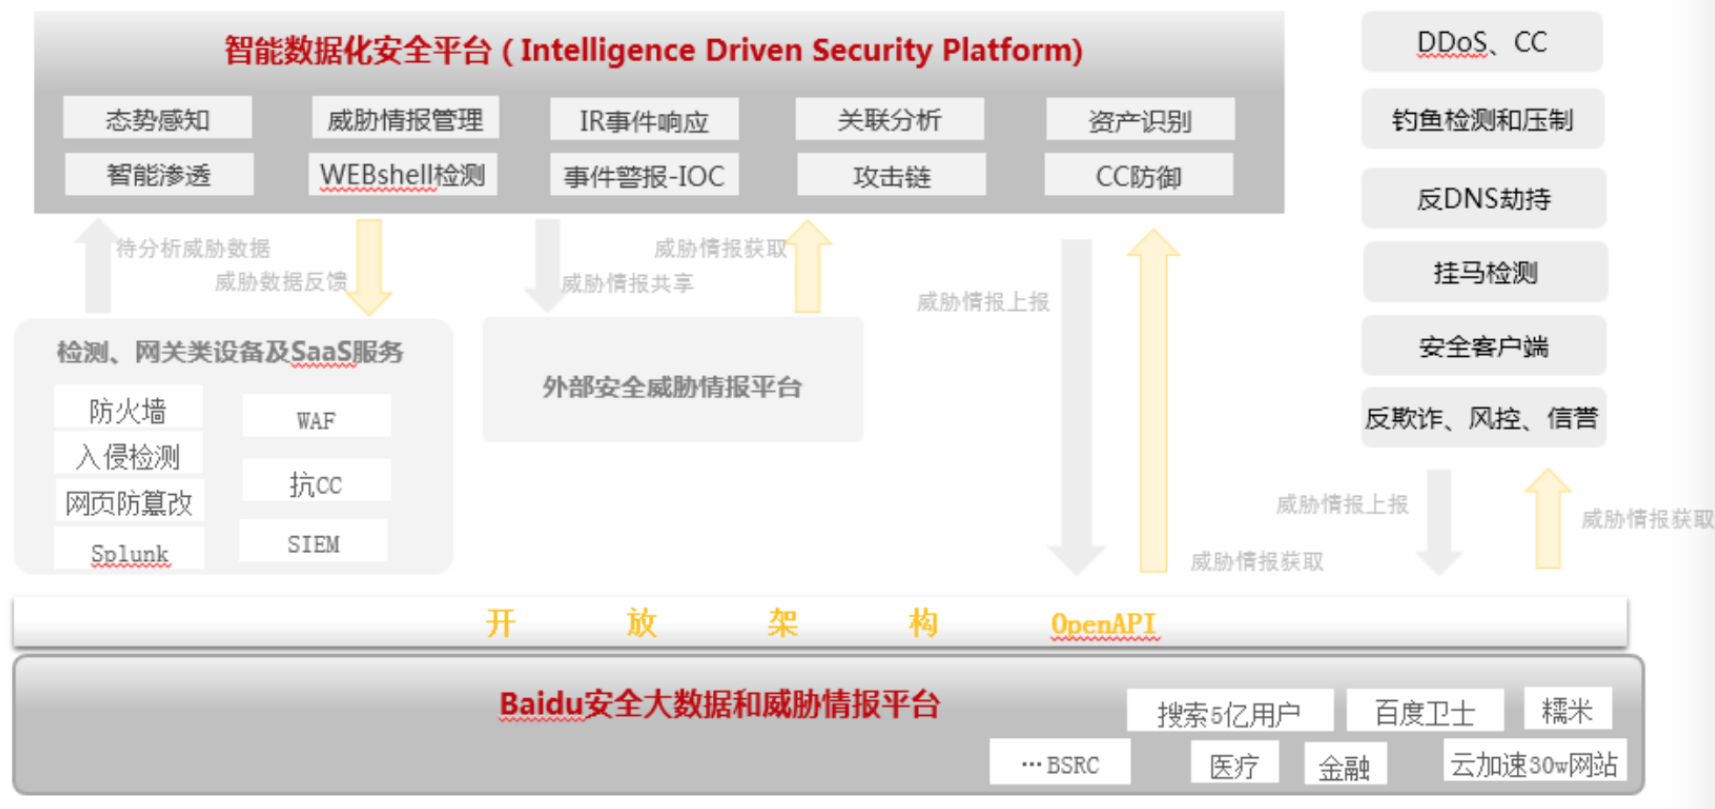 智能数据化安全平台 ( Intelligence Driven Security Platform)
态势感知
威胁情报管理
IR事件响应
关联分析
资产识别
智能渗透
WEBshell检测
事件警报-IOC
攻击链
CC防御
DDoS、CC
钓鱼检测和压制
反DNS劫持
挂马检测
安全客户端
反欺诈、风控、信誉
待分析威胁数据
威胁数据反馈
威胁情报共享
威胁情报获取
威胁情报上报
威胁情报获取
威胁情报上报
威胁情报获取
检测、网关类设备及SaaS服务
防火墙
WAF
入侵检测
抗CC
网页防篡改
SIEM
Splunk
外部安全威胁情报平台
开 放 架 构 OpenAPI
Baidu安全大数据和威胁情报平台
搜索5亿用户
百度卫士
糯米
…BSRC
医疗
金融
云加速30w网站